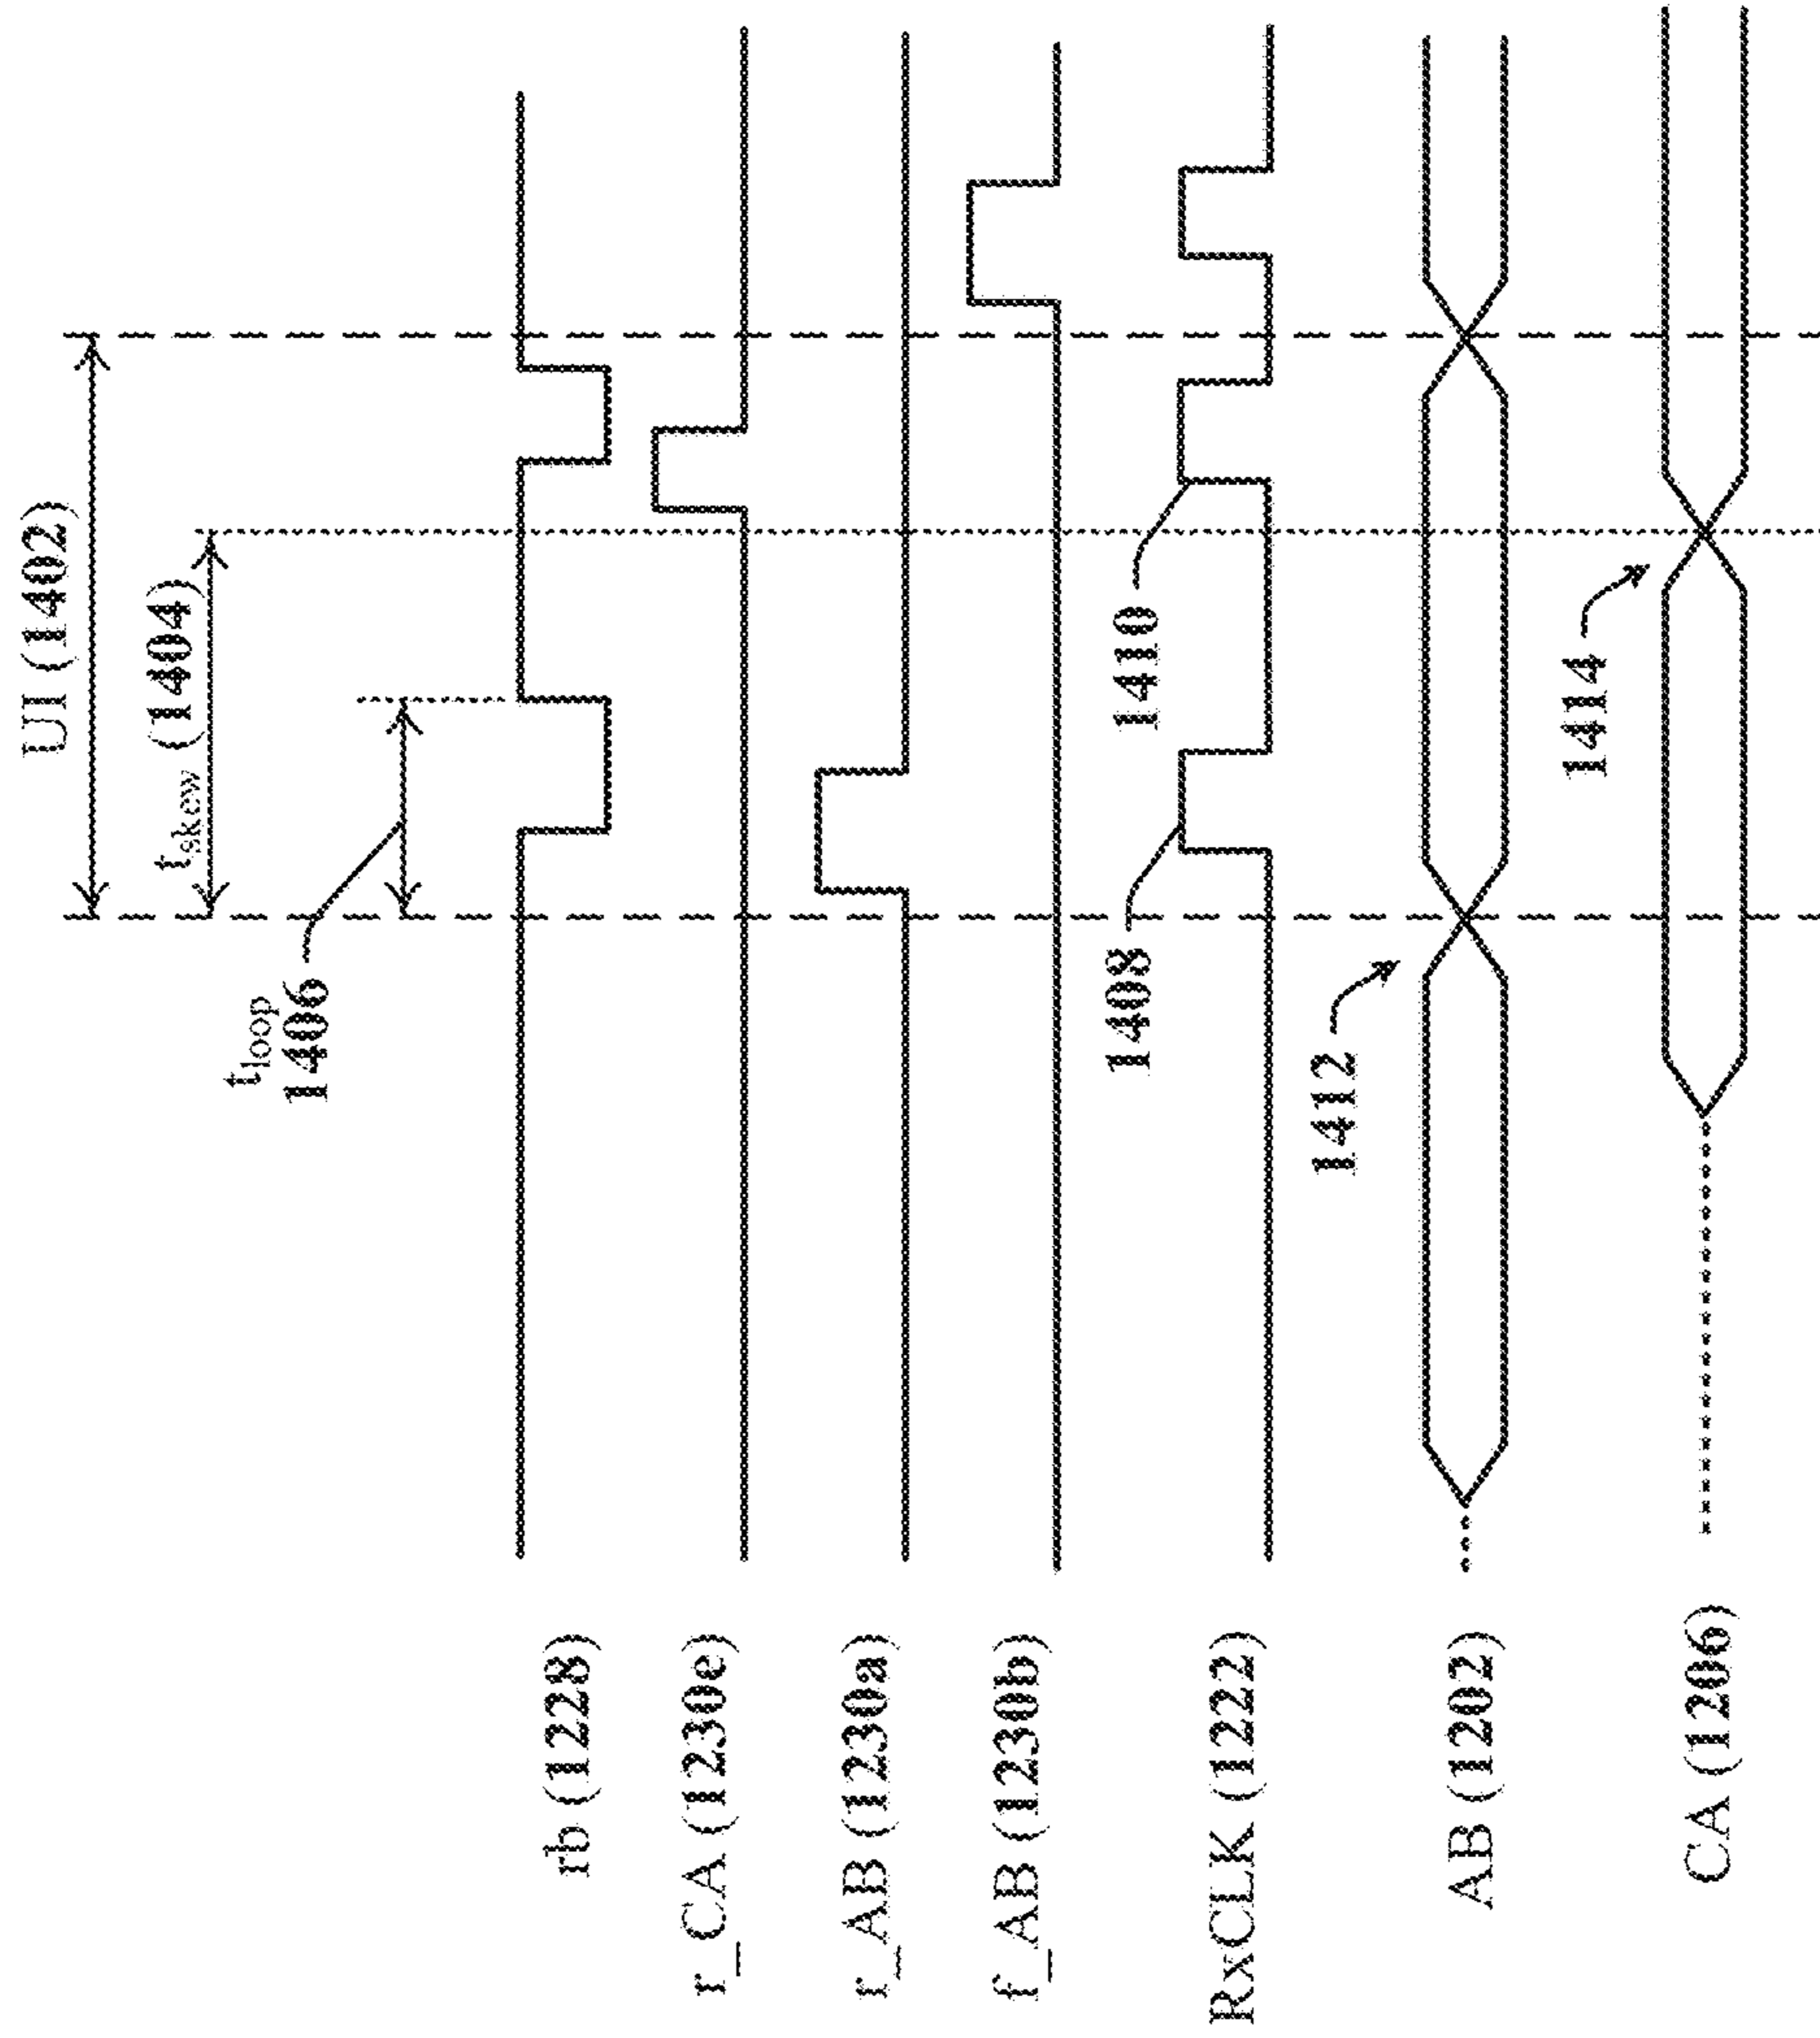 UI (1402)
tskew (1404)
tloop
1406
rb (1228)
r_CA (1230e)
r_AB (1230a)
f_AB (1230b)
1408
1410
RxCLK (1222)
1412
AB (1202)
1414
CA (1206)